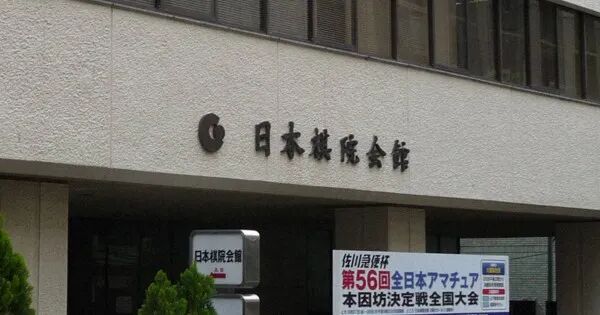 日本棋院会館
日本棋院会館
佐川急便杯
第56回全日本アマチュア
本因坊決定戦全国大会